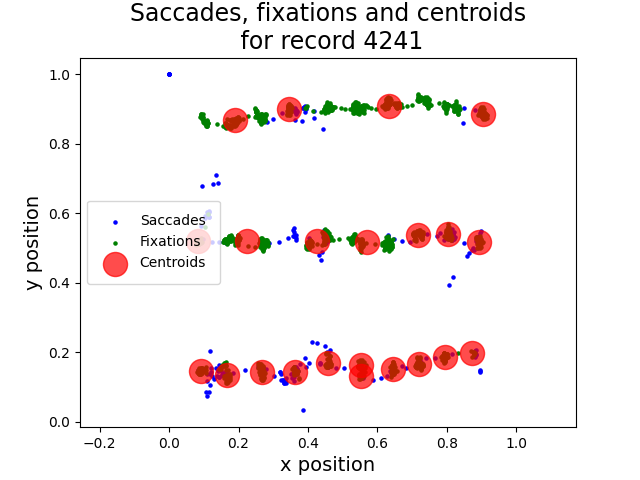 Saccades, fixations and centroids
for record 4241
1.0
0.8
0.6
0.4
0.2
0.0
y position
Saccades
Fixations
Centroids
−0.2
0.0
0.2
0.4
0.6
0.8
1.0
x position